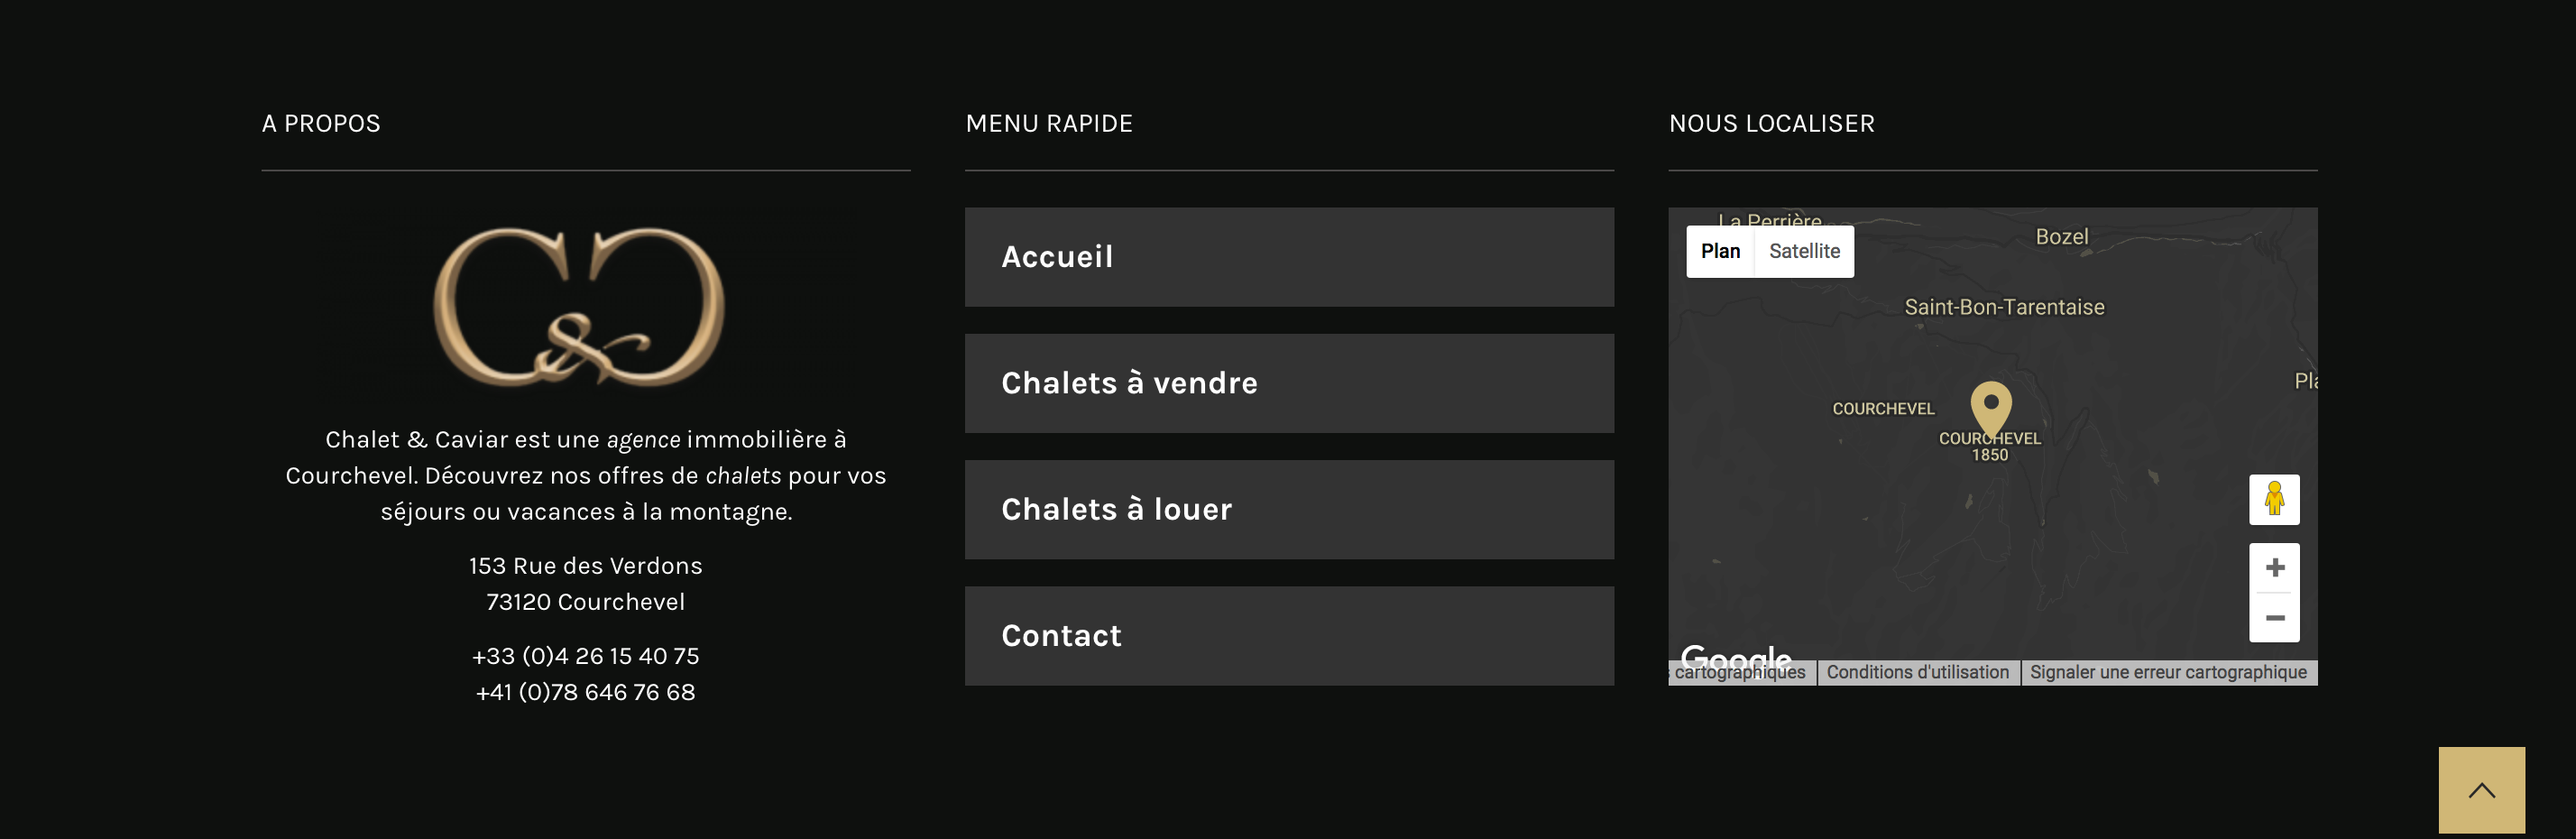 A PROPOS
C&C
Chalet & Caviar est une agence immobilière à
Courchevel. Découvrez nos offres de chalets pour vos
séjours ou vacances à la montagne.
153 Rue des Verdons
73120 Courchevel
+33 (0)4 26 15 40 75
+41 (0)78 646 76 68
MENU RAPIDE
Accueil
Chalets à vendre
Chalets à louer
Contact
NOUS LOCALISER
La Perrière
Plan Satellite
Bozel
Saint-Bon-Tarentaise
COURCHEVEL
COURCHEVEL
1850
Google
cartographiques Conditions d'utilisation Signaler une erreur cartographique